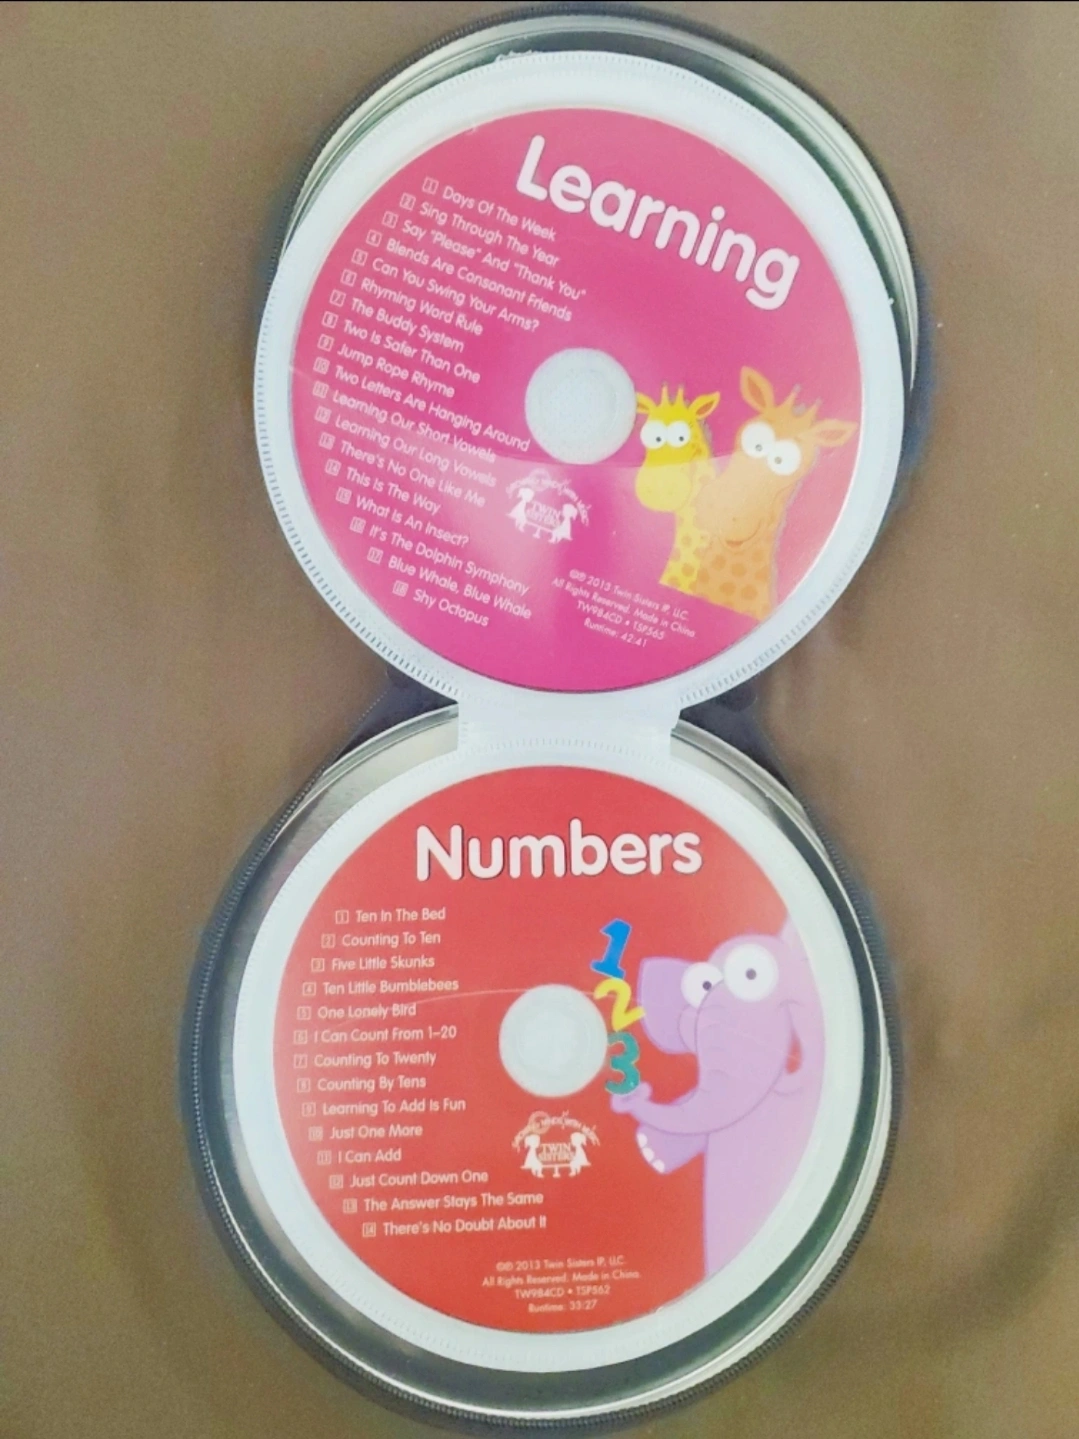 Learning
1 Days Of The Week
2 Sing Through The Year
3 Say "Please" And "Thank You"
4 Blends Are Consonant Friends
5 Can You Swing Your Arms?
6 Rhyming Word Rule
7 The Buddy System
8 Two Is Safer Than One
9 Jump Rope Rhyme
10 Two Letters Are Hanging Around
11 Learning Our Short Vowels
12 Learning Our Long Vowels
13 There's No One Like Me
14 This Is The Way
15 What Is An Insect?
16 It's The Dolphin Symphony
17 Blue Whale, Blue Whale
18 Shy Octopus
TWIN
SISTERS
©℗ 2013 Twin Sisters IP, LLC.
All Rights Reserved. Made in China
TW984CD • TSP565
Runtime: 42:41
Numbers
1 Ten In The Bed
2 Counting To Ten
3 Five Little Skunks
4 Ten Little Bumblebees
5 One Lonely Bird
6 I Can Count From 1–20
7 Counting To Twenty
8 Counting By Tens
9 Learning To Add Is Fun
10 Just One More
11 I Can Add
12 Just Count Down One
13 The Answer Stays The Same
14 There's No Doubt About It
1
2
3
TWIN
SISTERS
©℗ 2013 Twin Sisters IP, LLC.
All Rights Reserved. Made in China.
TW984CD • TSP562
Runtime: 33:27